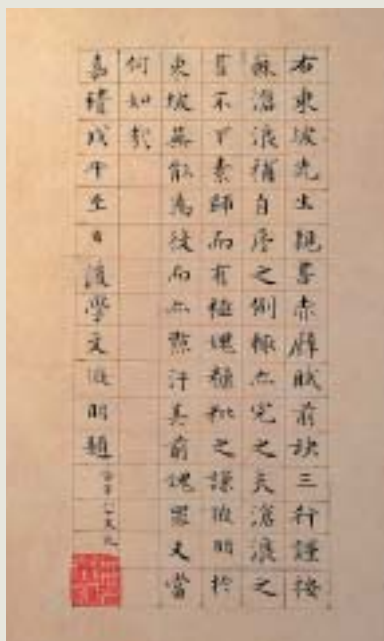 右東坡先生親書赤壁賦前缺三行謹按
蘇滄浪補自序之例輒亦完之夫滄浪之
書不下素師而有極愧糠粃之謙徵明於
東坡無能為役而亦點汙其前愧罪又當
何如哉
嘉靖戊午至日後學文徵明題時年八十又九